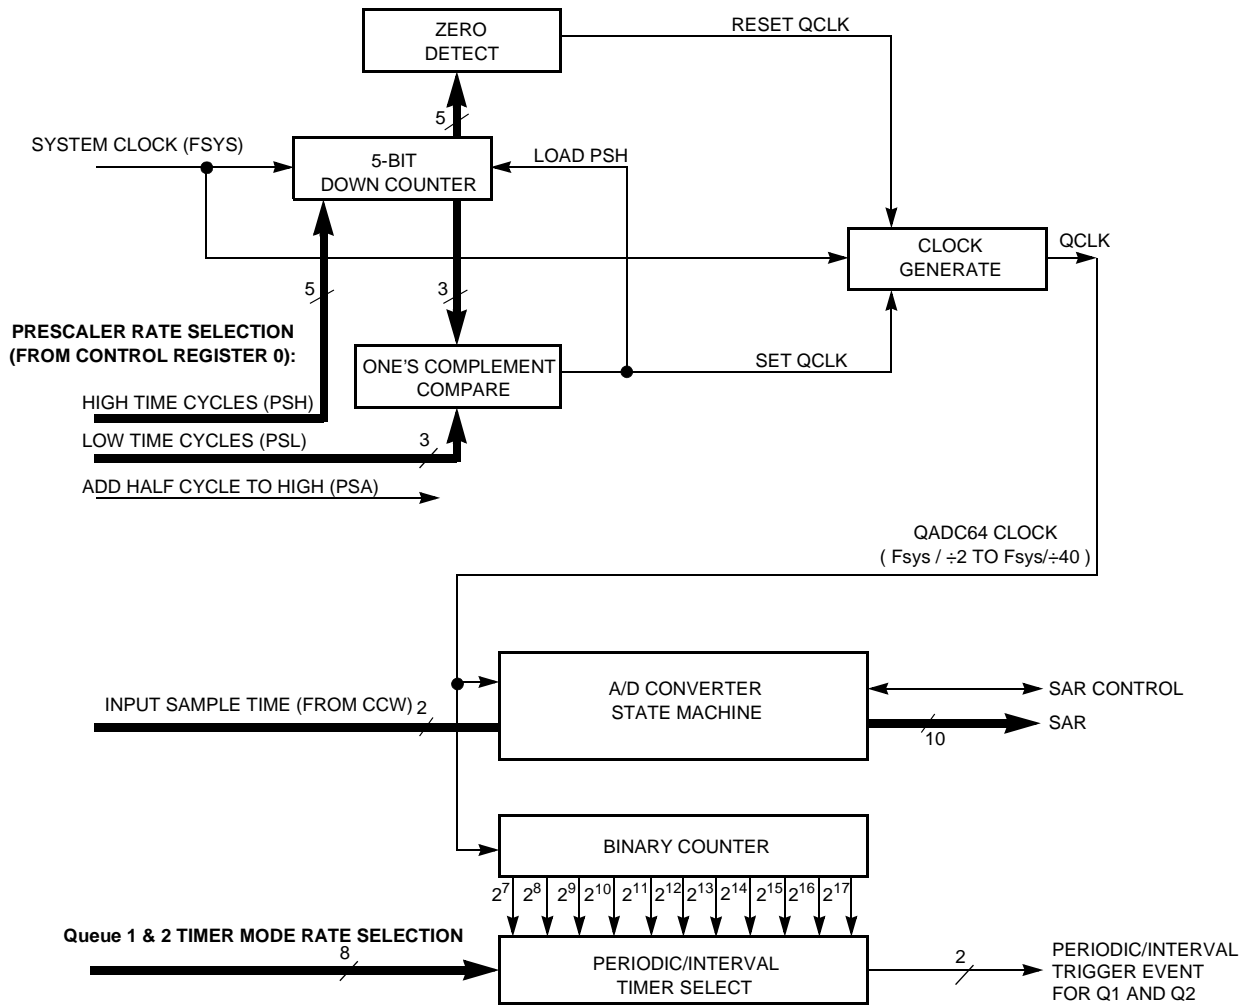 ZERO
DETECT
RESET QCLK
5
SYSTEM CLOCK (FSYS)
5-BIT
DOWN COUNTER
LOAD PSH
CLOCK
GENERATE
QCLK
5
3
PRESCALER RATE SELECTION
(FROM CONTROL REGISTER 0):
ONE'S COMPLEMENT
COMPARE
SET QCLK
HIGH TIME CYCLES (PSH)
LOW TIME CYCLES (PSL)
3
ADD HALF CYCLE TO HIGH (PSA)
QADC64 CLOCK
( Fsys / ÷2 TO Fsys/÷40 )
INPUT SAMPLE TIME (FROM CCW)
2
A/D CONVERTER
STATE MACHINE
SAR CONTROL
SAR
10
BINARY COUNTER
2^7 2^8 2^9 2^10 2^11 2^12 2^13 2^14 2^15 2^16 2^17
Queue 1 & 2 TIMER MODE RATE SELECTION
8
PERIODIC/INTERVAL
TIMER SELECT
2
PERIODIC/INTERVAL
TRIGGER EVENT
FOR Q1 AND Q2